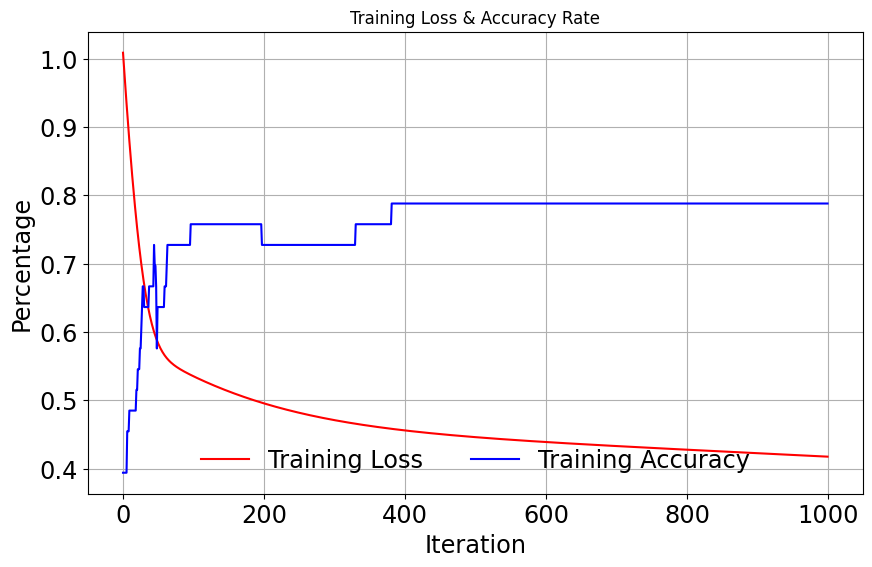 Training Loss & Accuracy Rate
Percentage
1.0
0.9
0.8
0.7
0.6
0.5
0.4
Training Loss
Training Accuracy
0 200 400 600 800 1000
Iteration